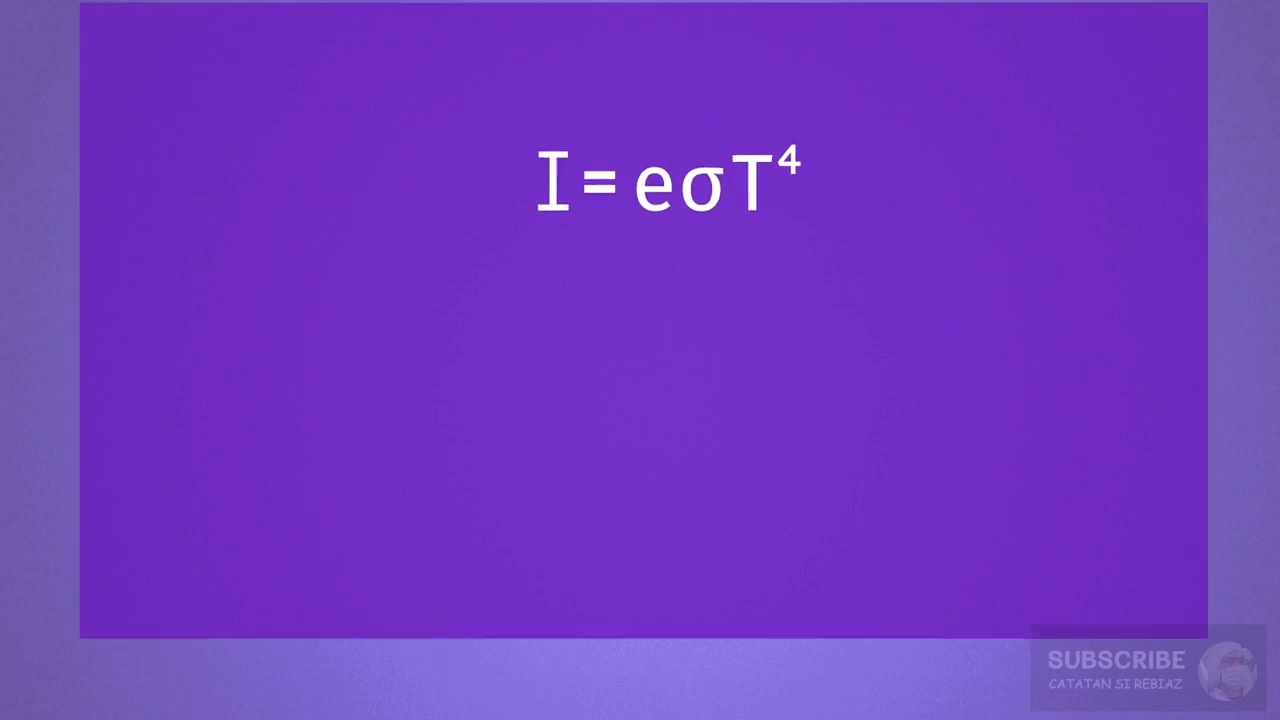 I = eσT⁴
SUBSCRIBE
CATATAN SI REBIAZ